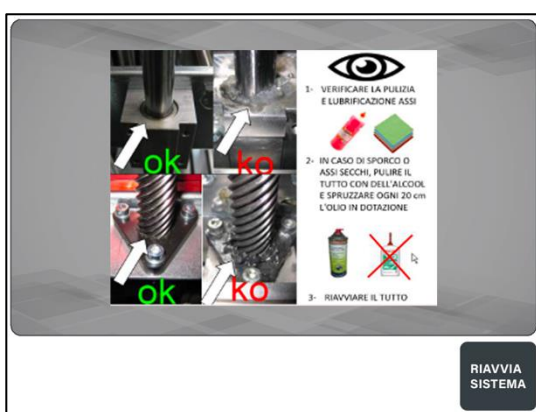 ok
ko
ok
KO
1- VERIFICARE LA PULIZIA
E LUBRIFICAZIONE ASSI
2- IN CASO DI SPORCO O
ASSI SECCHI, PULIRE IL
TUTTO CON DELL'ALCOOL
E SPRUZZARE OGNI 20 cm
L'OLIO IN DOTAZIONE
3- RIAVVIARE IL TUTTO
RIAVVIA
SISTEMA